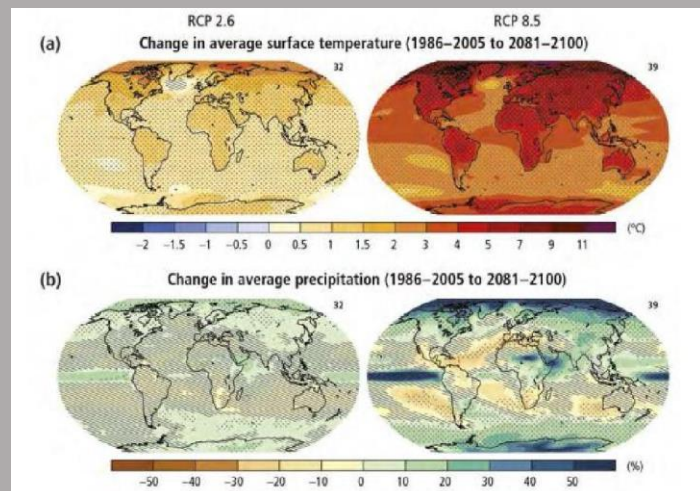 RCP 2.6 RCP 8.5
(a) Change in average surface temperature (1986–2005 to 2081–2100)
32 39
−2 −1.5 −1 −0.5 0 0.5 1 1.5 2 3 4 5 7 9 11 (°C)
(b) Change in average precipitation (1986–2005 to 2081–2100)
32 39
−50 −40 −30 −20 −10 0 10 20 30 40 50 (%)